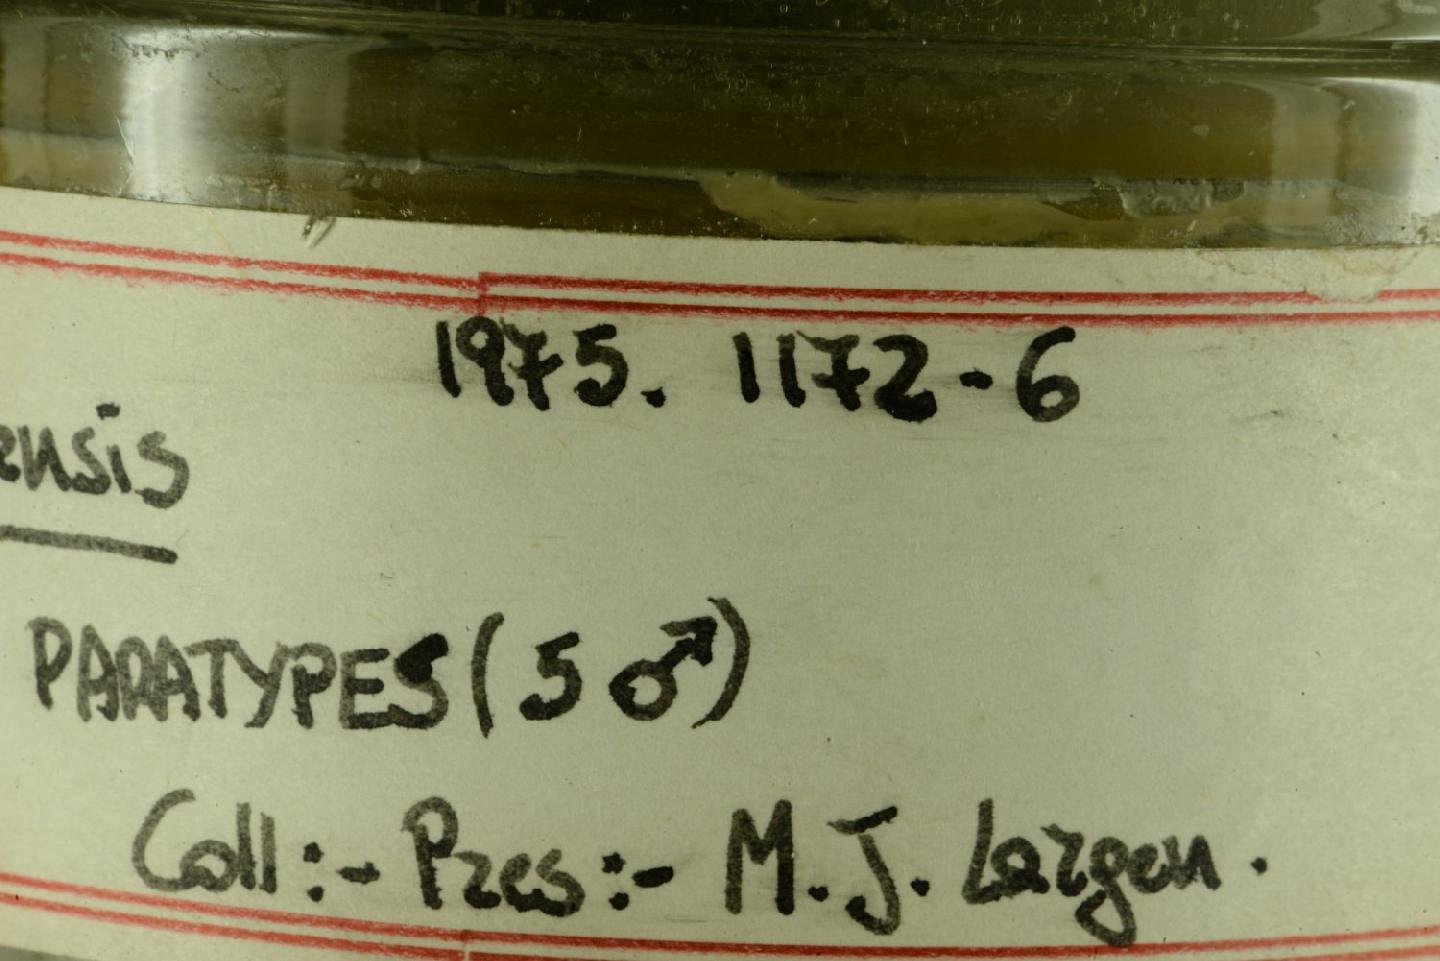 1975. 1172-6
ensis
PARATYPES (5 ♂)
Coll:- Pres:- M. J. Largen.